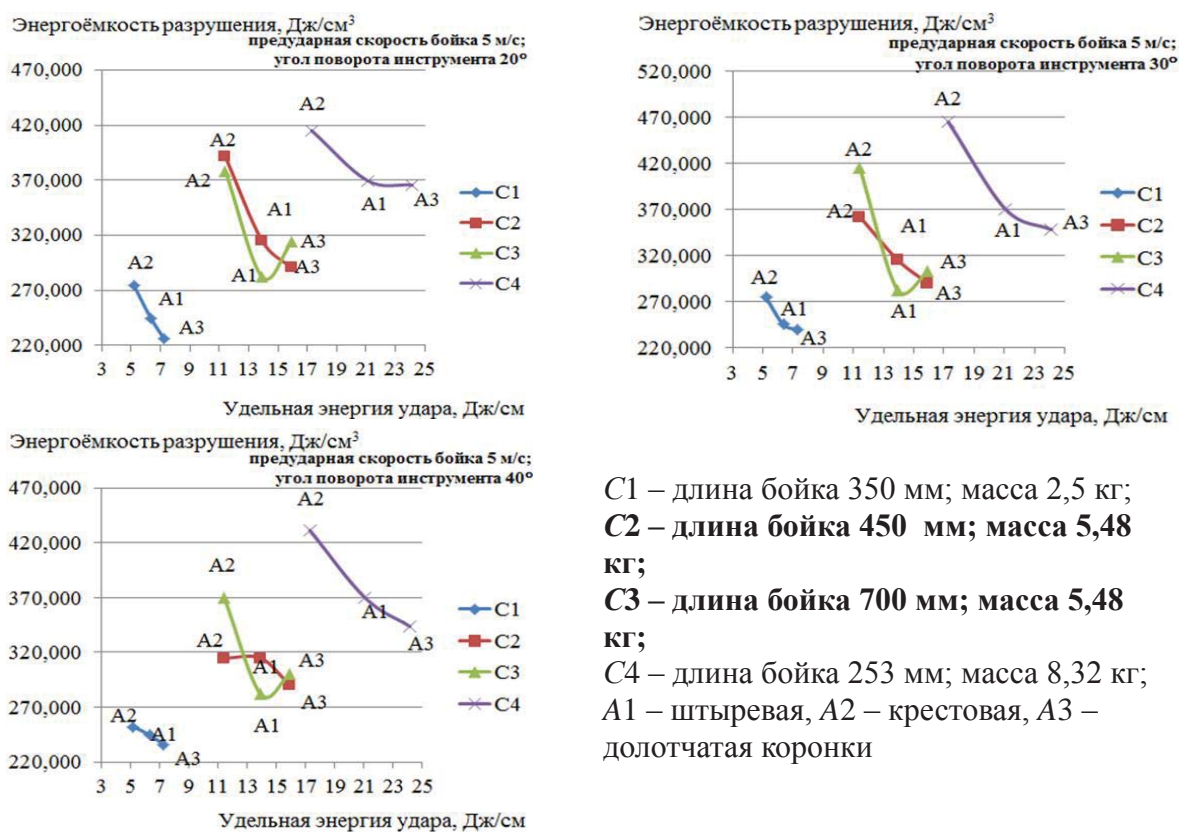 Энергоёмкость разрушения, Дж/см³
предударная скорость бойка 5 м/с;
угол поворота инструмента 20°
470,000
420,000
370,000
320,000
270,000
220,000
A2
A1
A3
A2
A1
A3
A2
A1
A3
A2
A1
A3
C1
C2
C3
C4
3 5 7 9 11 13 15 17 19 21 23 25
Удельная энергия удара, Дж/см
Энергоёмкость разрушения, Дж/см³
предударная скорость бойка 5 м/с;
угол поворота инструмента 30°
520,000
470,000
420,000
370,000
320,000
270,000
220,000
A2
A1
A3
A2
A1
A3
A2
A1
A3
A2
A1
A3
C1
C2
C3
C4
3 5 7 9 11 13 15 17 19 21 23 25
Удельная энергия удара, Дж/см
Энергоёмкость разрушения, Дж/см³
предударная скорость бойка 5 м/с;
угол поворота инструмента 40°
470,000
420,000
370,000
320,000
270,000
220,000
A2
A1
A3
A2
A1
A3
A2
A1
A3
A2
A1
A3
C1
C2
C3
C4
3 5 7 9 11 13 15 17 19 21 23 25
Удельная энергия удара, Дж/см
С1 – длина бойка 350 мм; масса 2,5 кг;
С2 – длина бойка 450 мм; масса 5,48
кг;
С3 – длина бойка 700 мм; масса 5,48
кг;
С4 – длина бойка 253 мм; масса 8,32 кг;
А1 – штыревая, А2 – крестовая, А3 –
долотчатая коронки